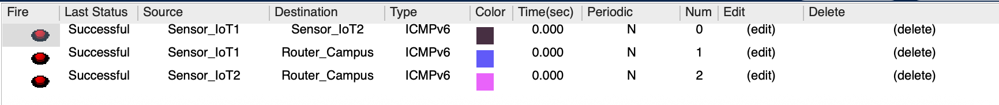 Fire Last Status Source Destination Type Color Time(sec) Periodic Num Edit Delete
Successful Sensor_IoT1 Sensor_IoT2 ICMPv6 0.000 N 0 (edit) (delete)
Successful Sensor_IoT1 Router_Campus ICMPv6 0.000 N 1 (edit) (delete)
Successful Sensor_IoT2 Router_Campus ICMPv6 0.000 N 2 (edit) (delete)